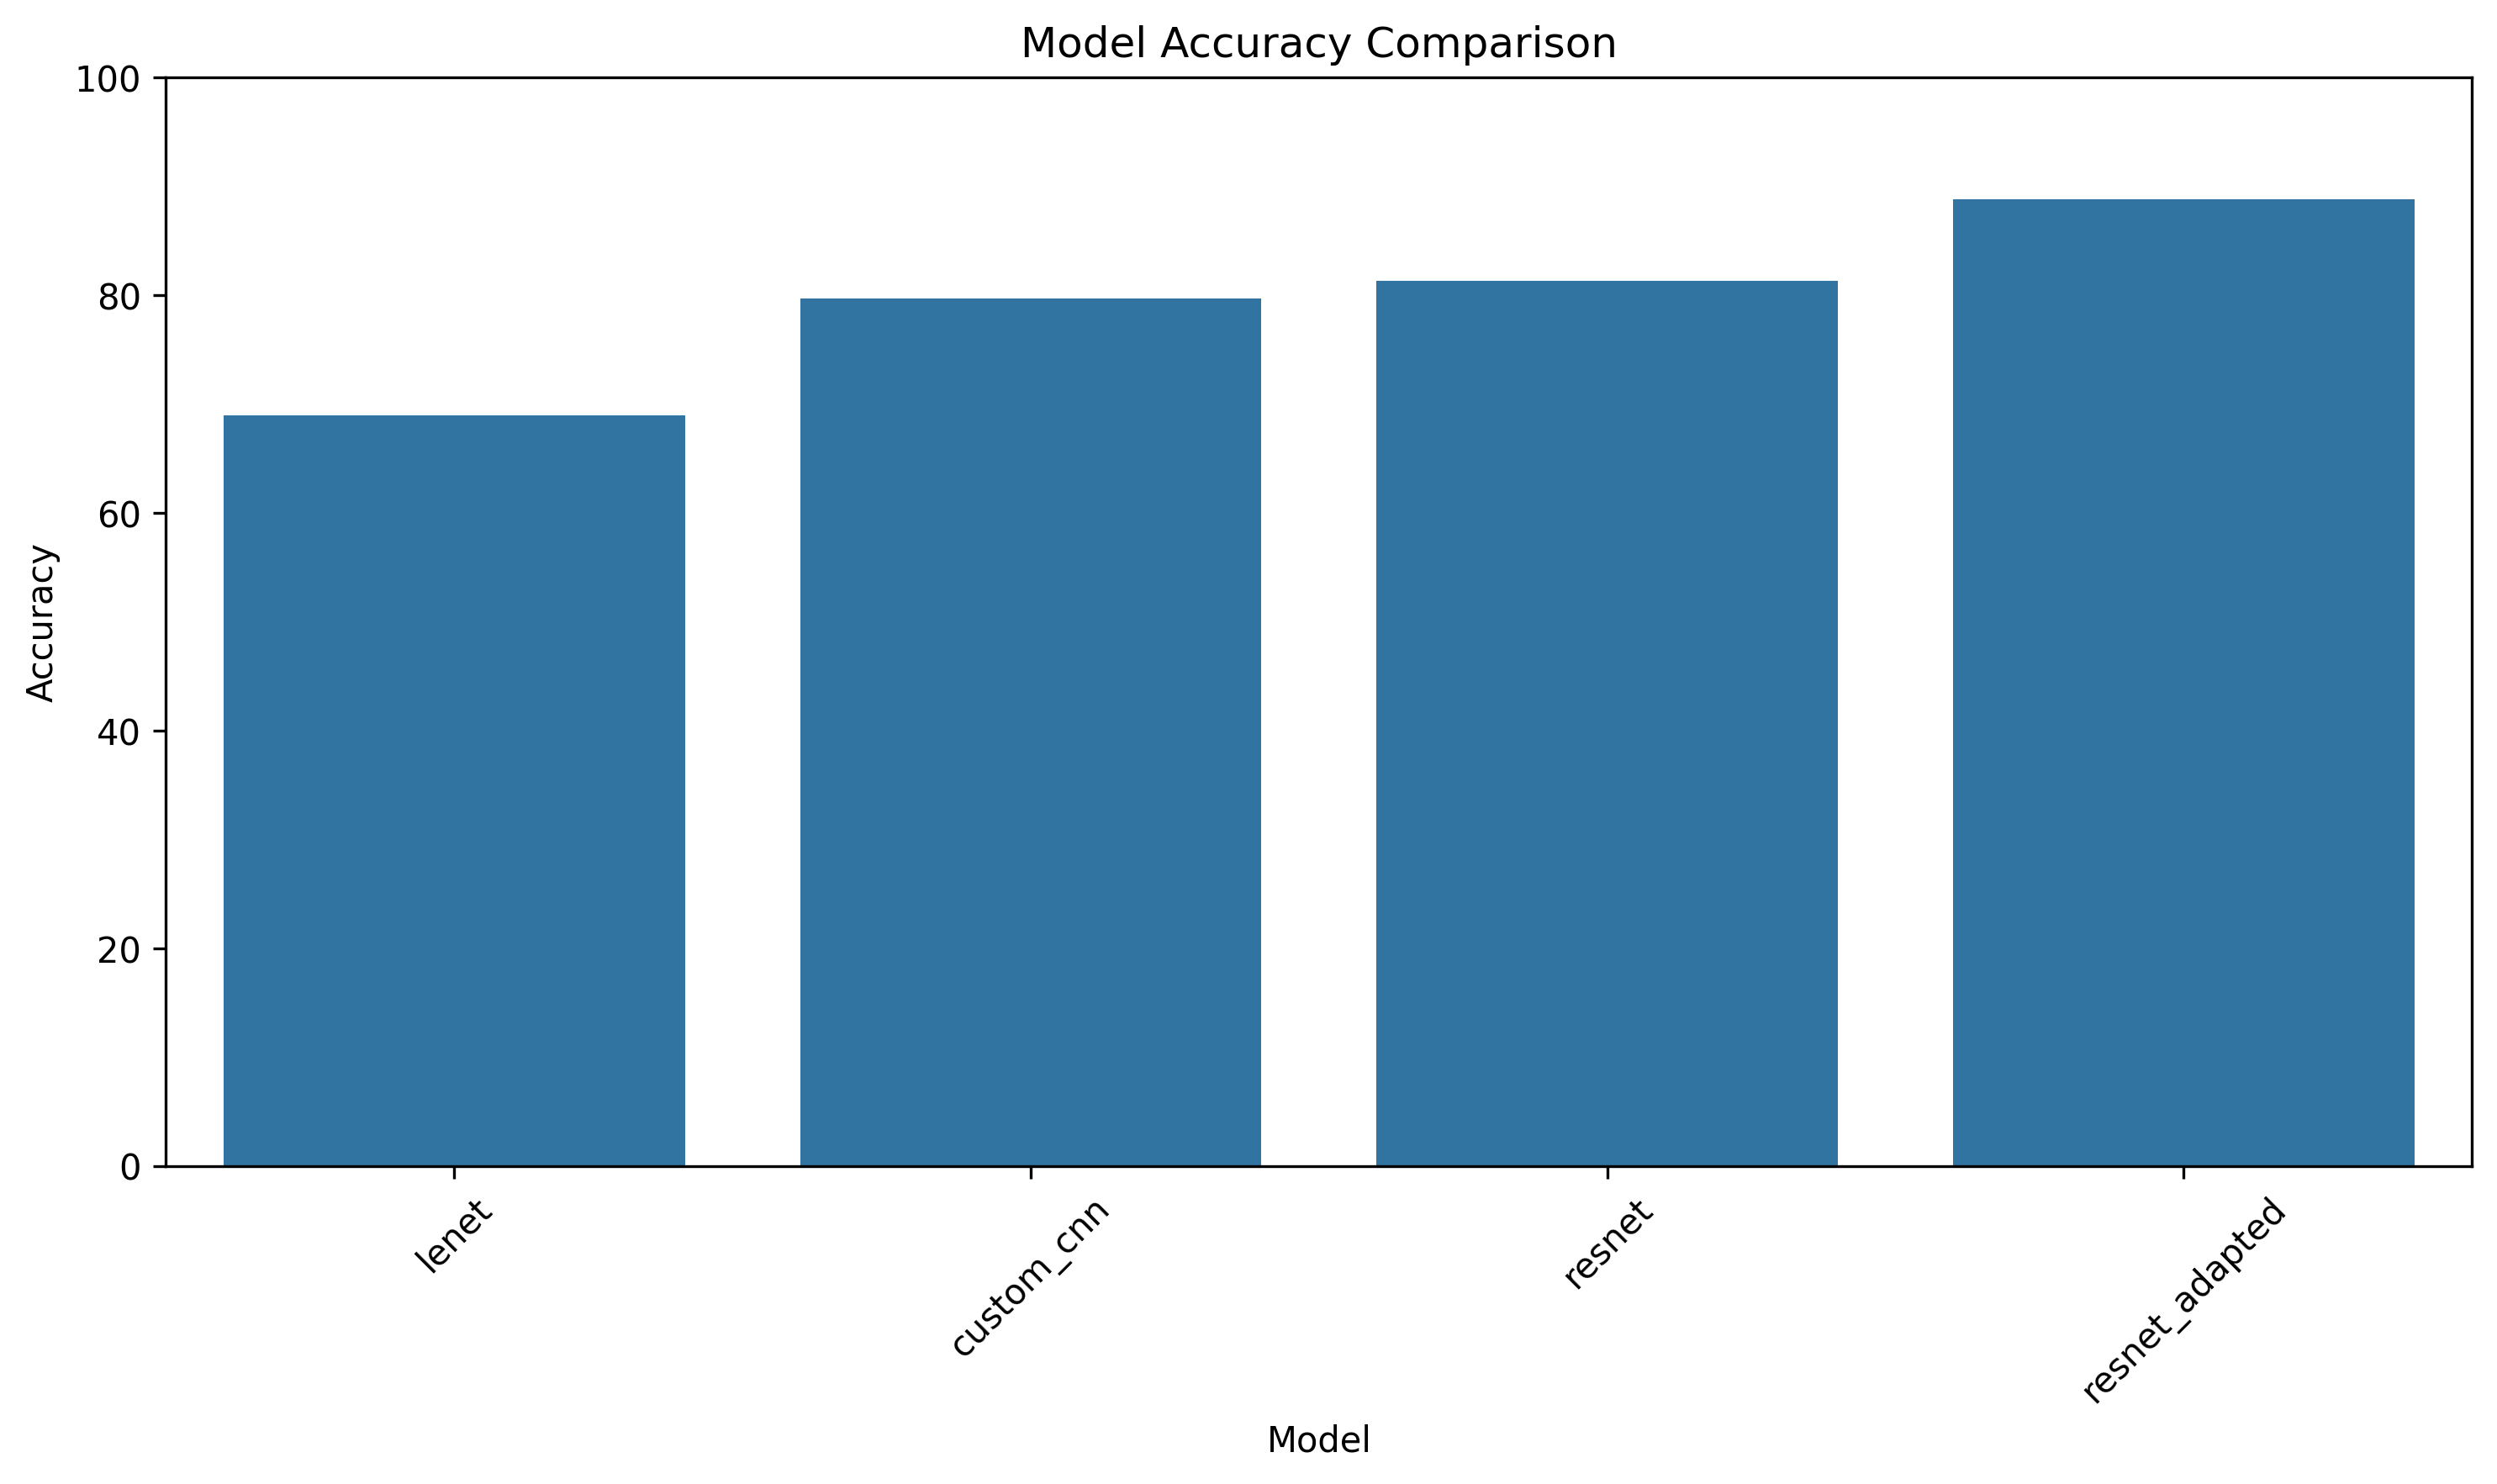 Model Accuracy Comparison
100
80
60
40
20
0
Accuracy
lenet
custom_cnn
resnet
resnet_adapted
Model